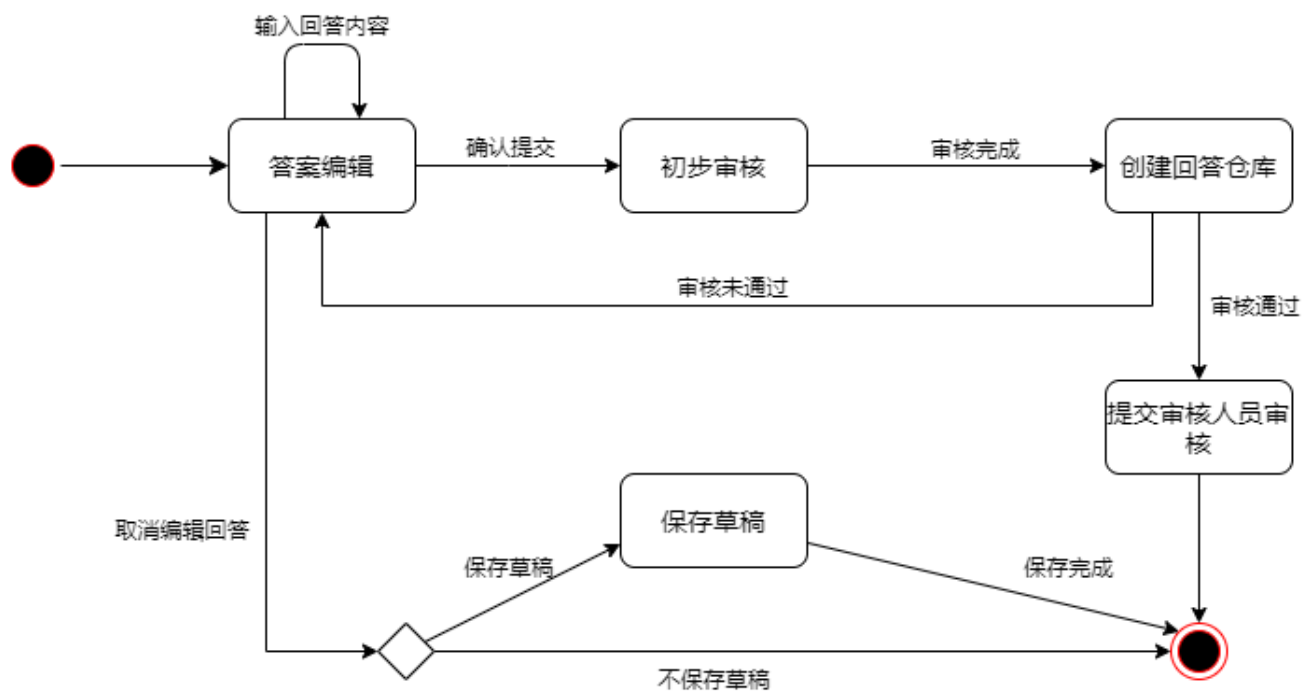 输入回答内容
答案编辑
确认提交
初步审核
审核完成
创建回答仓库
审核未通过
审核通过
提交审核人员审
核
取消编辑回答
保存草稿
保存草稿
保存完成
不保存草稿